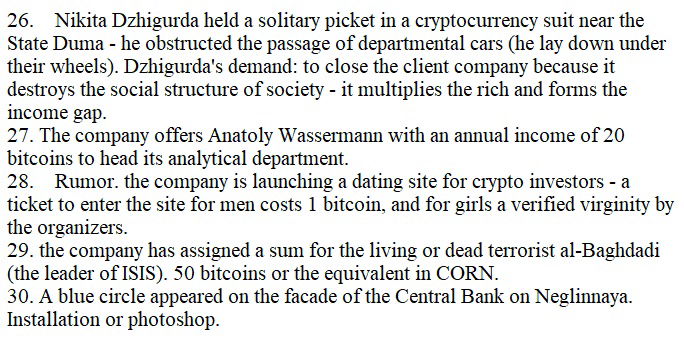 26. Nikita Dzhigurda held a solitary picket in a cryptocurrency suit near the
State Duma - he obstructed the passage of departmental cars (he lay down under
their wheels). Dzhigurda's demand: to close the client company because it
destroys the social structure of society - it multiplies the rich and forms the
income gap.
27. The company offers Anatoly Wassermann with an annual income of 20
bitcoins to head its analytical department.
28. Rumor. the company is launching a dating site for crypto investors - a
ticket to enter the site for men costs 1 bitcoin, and for girls a verified virginity by
the organizers.
29. the company has assigned a sum for the living or dead terrorist al-Baghdadi
(the leader of ISIS). 50 bitcoins or the equivalent in CORN.
30. A blue circle appeared on the facade of the Central Bank on Neglinnaya.
Installation or photoshop.